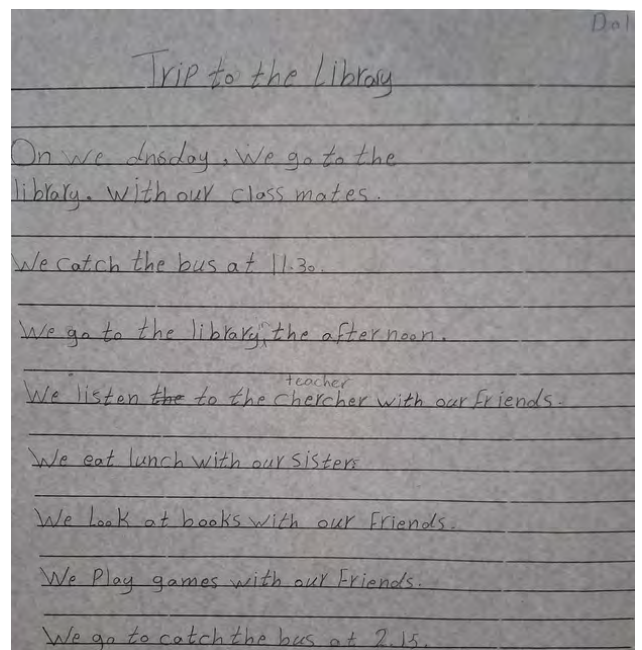 Dal
Trip to the Library
On we dnsday, We go to the
library. With our class mates.
We catch the bus at 11.30.
We go to the library, the afternoon.
teacher
We listen the to the chercher with our Friends.
We eat lunch with our sisters
We Look at books with our Friends.
We Play games with our Friends.
We go to catch the bus at 2.15.